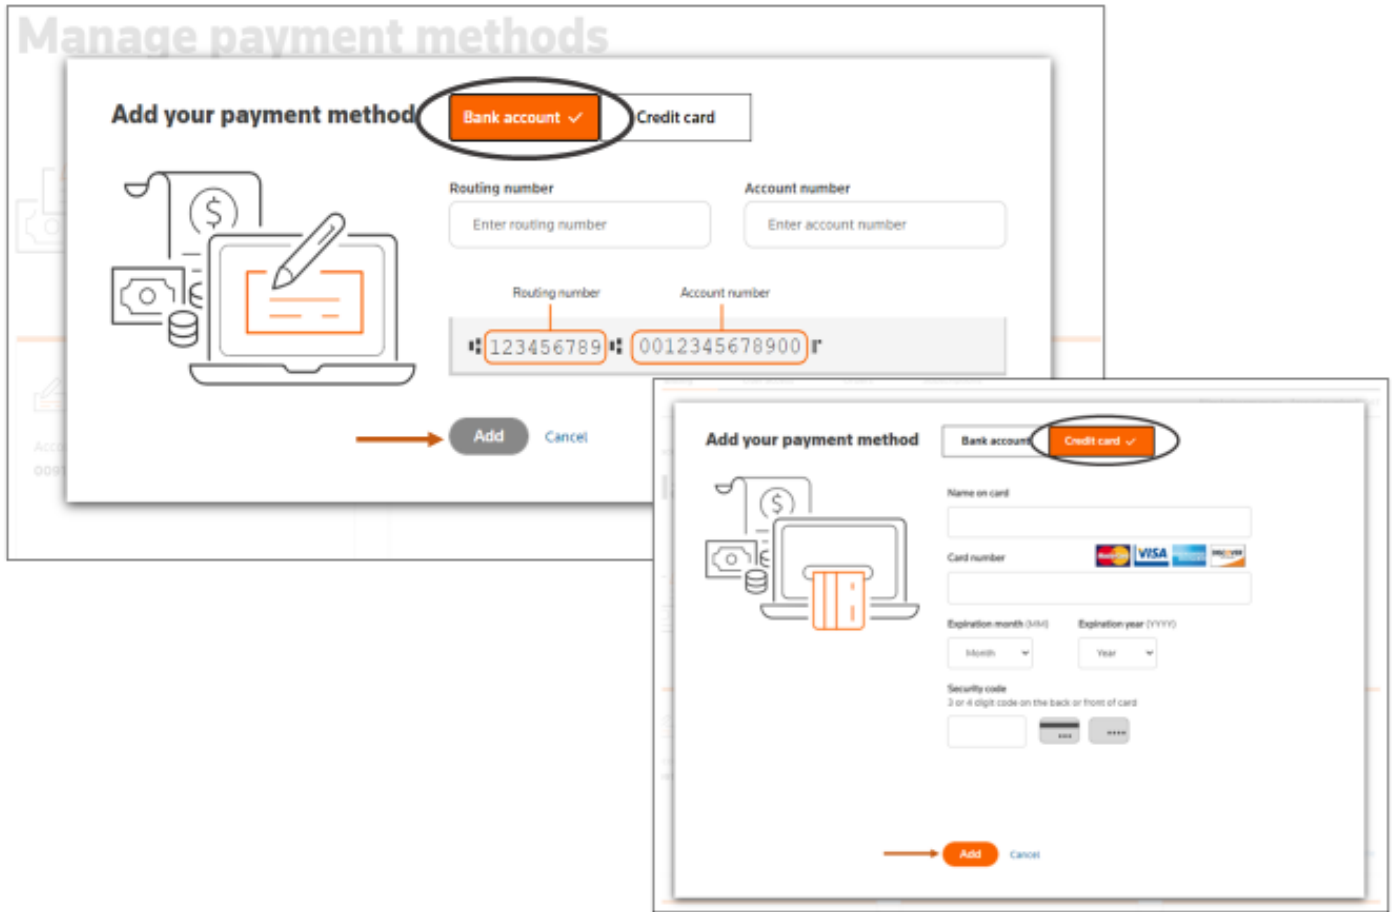 Manage payment methods
Add your payment method
Bank account ✓
Credit card
Routing number
Account number
Enter routing number
Enter account number
Routing number
Account number
⑆123456789⑆ 0012345678900⑈
Add
Cancel
Add your payment method
Bank account
Credit card ✓
Name on card
Card number
MasterCard
VISA
DISCOVER
Expiration month (MM)
Expiration year (YYYY)
Month
Year
Security code
3 or 4 digit code on the back or front of card
Add
Cancel